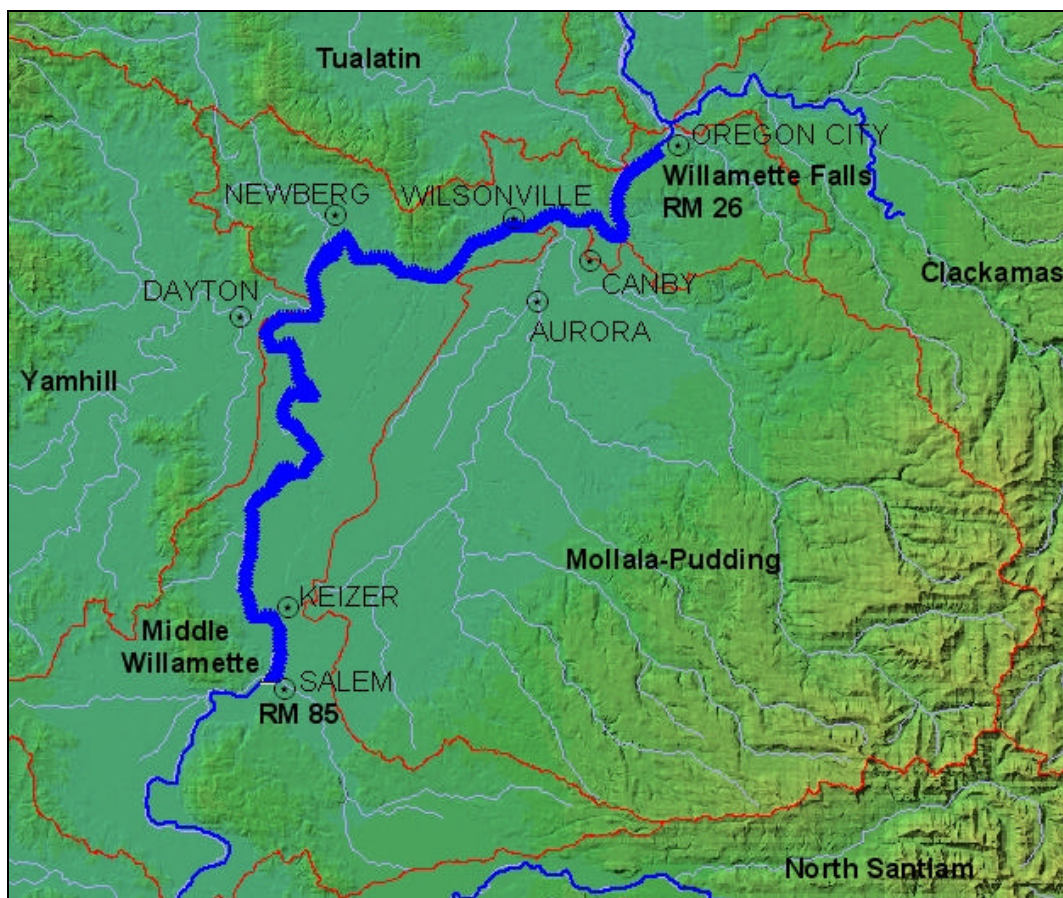 Tualatin
OREGON CITY
Willamette Falls
RM 26
NEWBERG
WILSONVILLE
Clackamas
CANBY
DAYTON
AURORA
Yamhill
Mollala-Pudding
KEIZER
Middle
Willamette
SALEM
RM 85
North Santlam